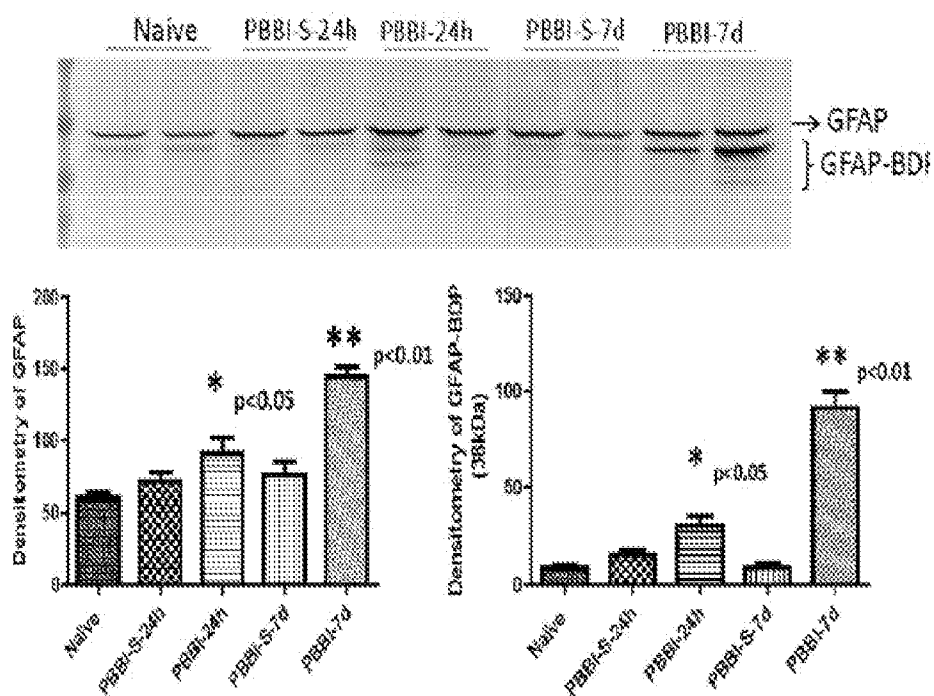 Naive PBBI-S-24h PBBI-24h PBBI-S-7d PBBI-7d
→GFAP
GFAP-BDP
Densitometry of GFAP
200
150
100
50
0
*
p<0.05
**
p<0.01
Naive
PBBI-S-24h
PBBI-24h
PBBI-S-7d
PBBI-7d
Densitometry of GFAP-BDP
(38kDa)
150
100
50
0
*
p<0.05
**
p<0.01
Naive
PBBI-S-24h
PBBI-24h
PBBI-S-7d
PBBI-7d